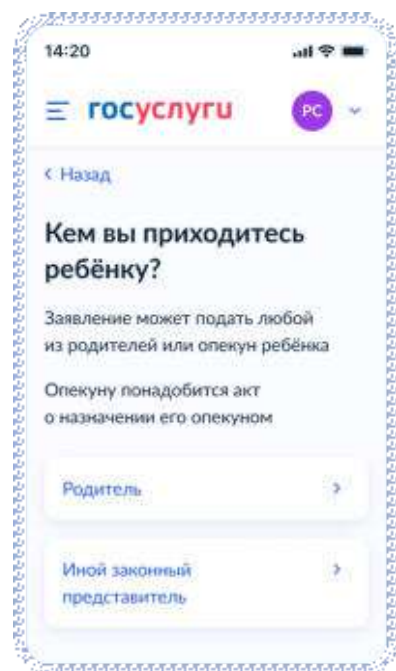 14:20
госуслуги
РС
Назад
Кем вы приходитесь
ребёнку?
Заявление может подать любой
из родителей или опекун ребёнка
Опекуну понадобится акт
о назначении его опекуном
Родитель
Иной законный
представитель